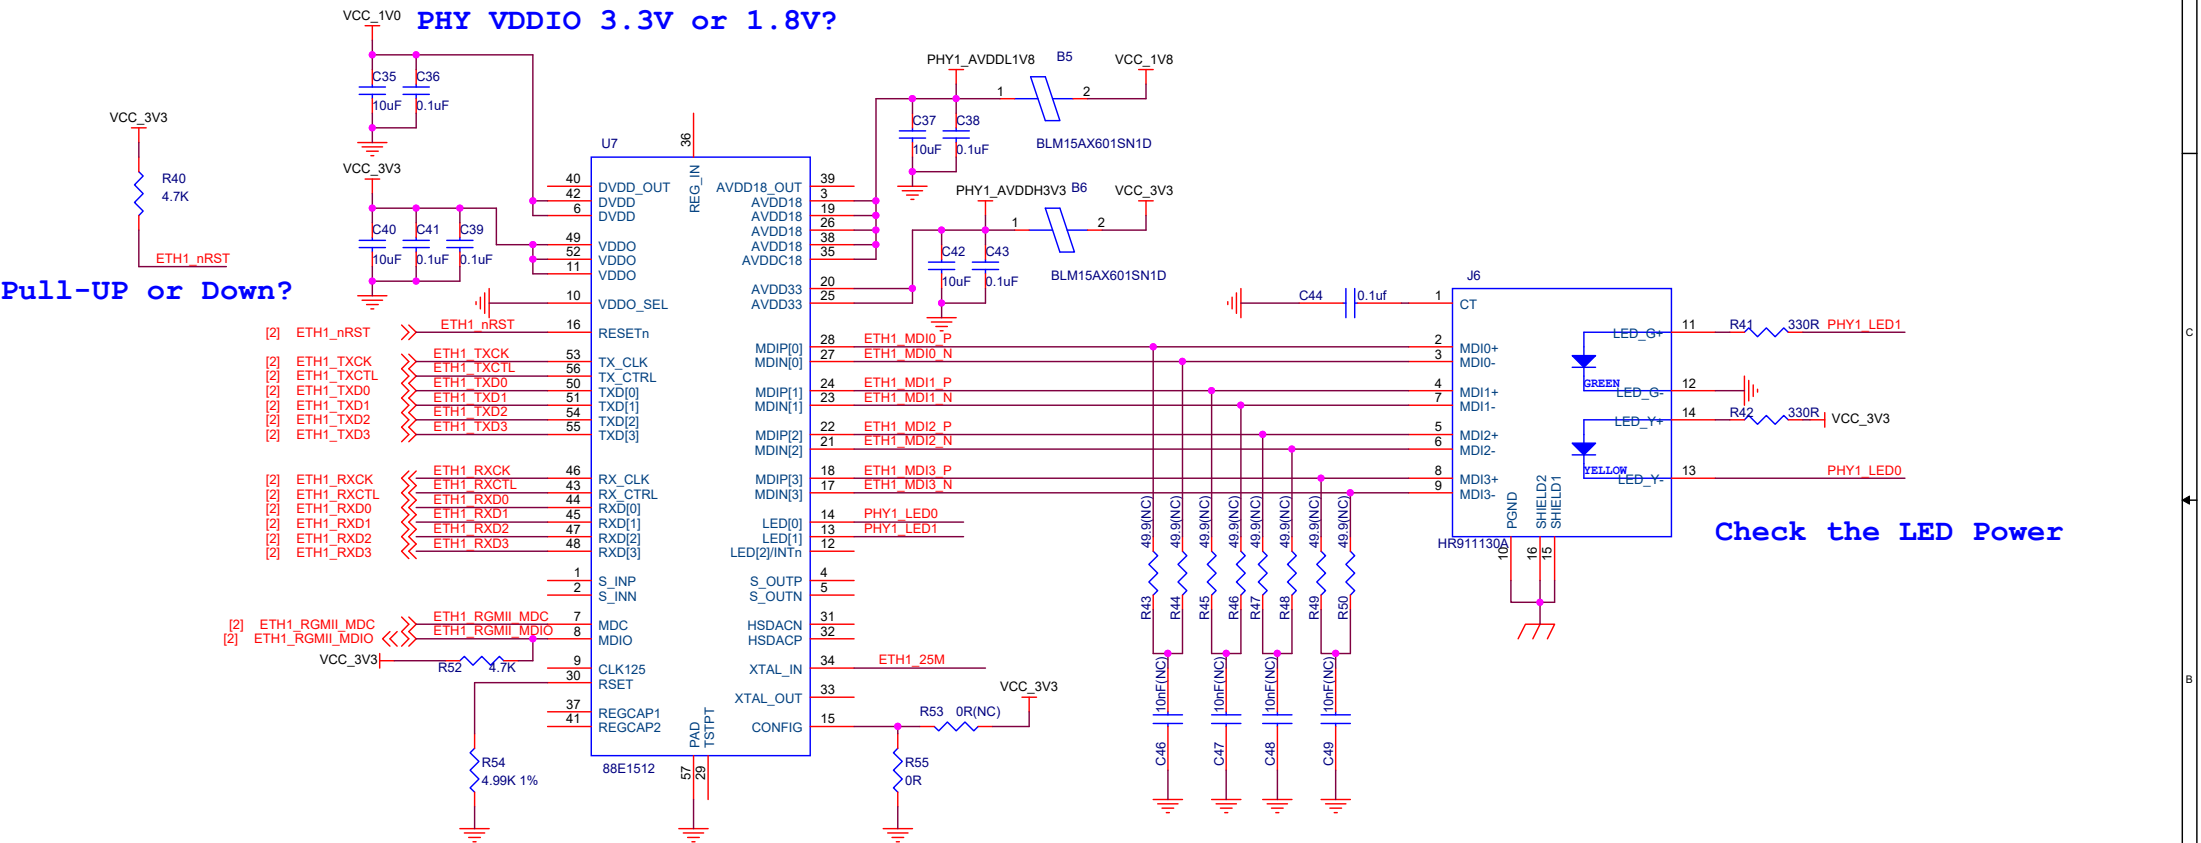 VCC_1V0
PHY VDDIO 3.3V or 1.8V?
C35
C36
10uF
0.1uF
VCC_3V3
R40
4.7K
ETH1_nRST
Pull-UP or Down?
VCC_3V3
C40
C41
C39
10uF
0.1uF
0.1uF
PHY1_AVDDL1V8
B5
VCC_1V8
1
2
C37
C38
10uF
0.1uF
BLM15AX601SN1D
PHY1_AVDDH3V3
B6
VCC_3V3
1
2
C42
C43
10uF
0.1uF
BLM15AX601SN1D
U7
36
REG_IN
40
DVDD_OUT
42
DVDD
6
DVDD
49
VDDO
52
VDDO
11
VDDO
10
VDDO_SEL
[2]
ETH1_nRST
ETH1_nRST
16
RESETn
[2]
ETH1_TXCK
ETH1_TXCK
53
TX_CLK
[2]
ETH1_TXCTL
ETH1_TXCTL
56
TX_CTRL
[2]
ETH1_TXD0
ETH1_TXD0
50
TXD[0]
[2]
ETH1_TXD1
ETH1_TXD1
51
TXD[1]
[2]
ETH1_TXD2
ETH1_TXD2
54
TXD[2]
[2]
ETH1_TXD3
ETH1_TXD3
55
TXD[3]
[2]
ETH1_RXCK
ETH1_RXCK
46
RX_CLK
[2]
ETH1_RXCTL
ETH1_RXCTL
43
RX_CTRL
[2]
ETH1_RXD0
ETH1_RXD0
44
RXD[0]
[2]
ETH1_RXD1
ETH1_RXD1
45
RXD[1]
[2]
ETH1_RXD2
ETH1_RXD2
47
RXD[2]
[2]
ETH1_RXD3
ETH1_RXD3
48
RXD[3]
1
S_INP
2
S_INN
[2]
ETH1_RGMII_MDC
ETH1_RGMII_MDC
7
MDC
[2]
ETH1_RGMII_MDIO
ETH1_RGMII_MDIO
8
MDIO
VCC_3V3
R52
4.7K
9
CLK125
30
RSET
37
REGCAP1
41
REGCAP2
R54
4.99K 1%
88E1512
PAD
TSTPT
57
29
AVDD18_OUT
39
AVDD18
3
AVDD18
19
AVDD18
26
AVDD18
38
AVDDC18
35
AVDD33
20
AVDD33
25
MDIP[0]
28
ETH1_MDI0_P
MDIN[0]
27
ETH1_MDI0_N
MDIP[1]
24
ETH1_MDI1_P
MDIN[1]
23
ETH1_MDI1_N
MDIP[2]
22
ETH1_MDI2_P
MDIN[2]
21
ETH1_MDI2_N
MDIP[3]
18
ETH1_MDI3_P
MDIN[3]
17
ETH1_MDI3_N
LED[0]
14
PHY1_LED0
LED[1]
13
PHY1_LED1
LED[2]/INTn
12
S_OUTP
4
S_OUTN
5
HSDACN
31
HSDACP
32
XTAL_IN
34
ETH1_25M
XTAL_OUT
33
CONFIG
15
R53
0R(NC)
VCC_3V3
R55
0R
R43
49.9(NC)
R44
49.9(NC)
R45
49.9(NC)
R46
49.9(NC)
R47
49.9(NC)
R48
49.9(NC)
R49
49.9(NC)
R50
49.9(NC)
C46
10nF(NC)
C47
10nF(NC)
C48
10nF(NC)
C49
10nF(NC)
C44
0.1uf
J6
1
CT
2
MDI0+
3
MDI0-
4
MDI1+
7
MDI1-
5
MDI2+
6
MDI2-
8
MDI3+
9
MDI3-
LED_G+
11
R41
330R
PHY1_LED1
GREEN
LED_G-
12
LED_Y+
14
R42
330R
VCC_3V3
YELLOW
LED_Y-
13
PHY1_LED0
PGND
SHIELD2
SHIELD1
HR911130A
10
16
15
Check the LED Power
C
B